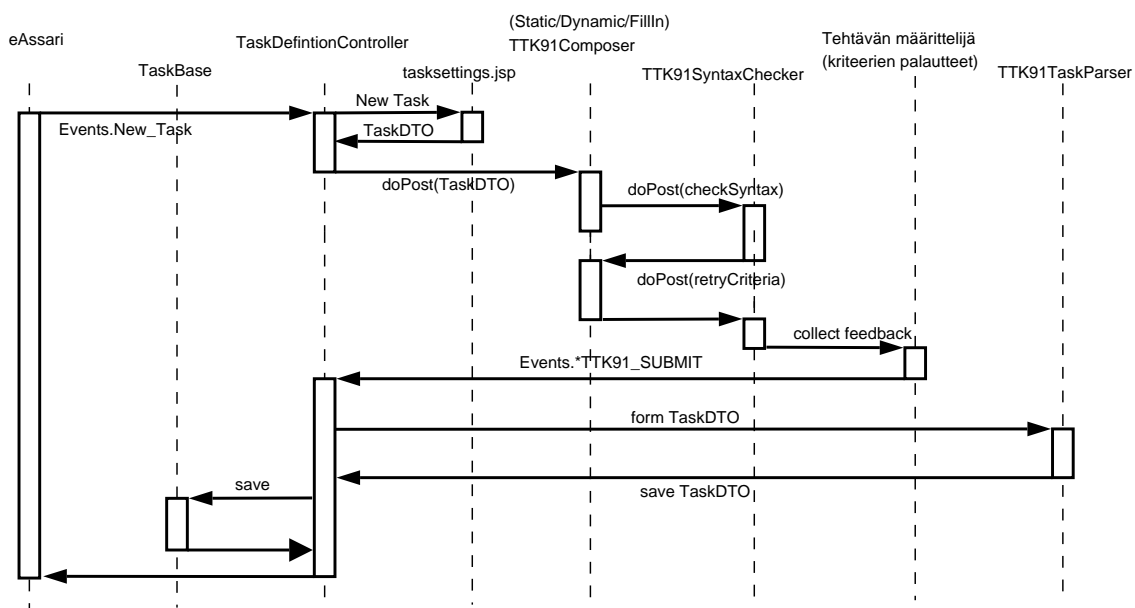 (Static/Dynamic/FillIn)
eAssari
TaskDefintionController
TTK91Composer
Tehtävän määrittelijä
(kriteerien palautteet)
TaskBase
tasksettings.jsp
TTK91SyntaxChecker
TTK91TaskParser
New Task
Events.New_Task
TaskDTO
doPost(TaskDTO)
doPost(checkSyntax)
doPost(retryCriteria)
collect feedback
Events.*TTK91_SUBMIT
form TaskDTO
save
save TaskDTO